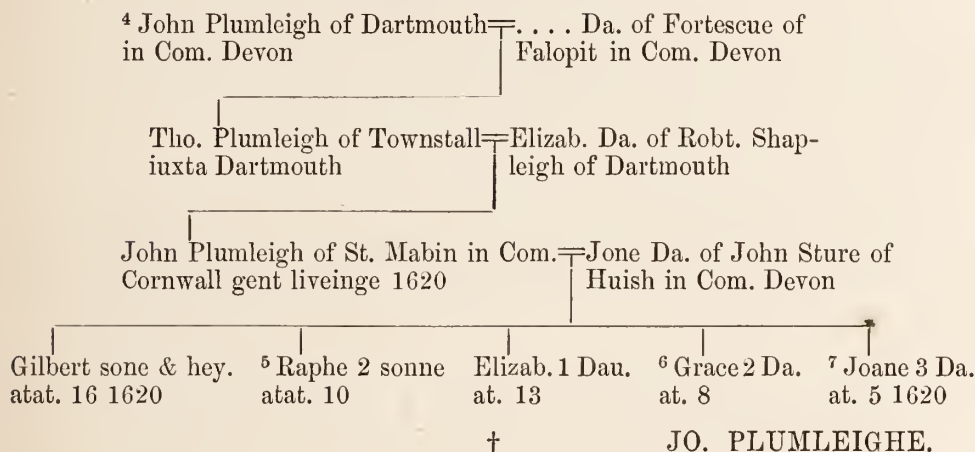 ⁴ John Plumleigh of Dartmouth=. . . . Da. of Fortescue of
in Com. Devon Falopit in Com. Devon
Tho. Plumleigh of Townstall=Elizab. Da. of Robt. Shap-
iuxta Dartmouth leigh of Dartmouth
John Plumleigh of St. Mabin in Com.=Jone Da. of John Sture of
Cornwall gent liveinge 1620 Huish in Com. Devon
Gilbert sone & hey. ⁵ Raphe 2 sonne Elizab. 1 Dau. ⁶ Grace 2 Da. ⁷ Joane 3 Da.
atat. 16 1620 atat. 10 at. 13 at. 8 at. 5 1620
† JO. PLUMLEIGHE.